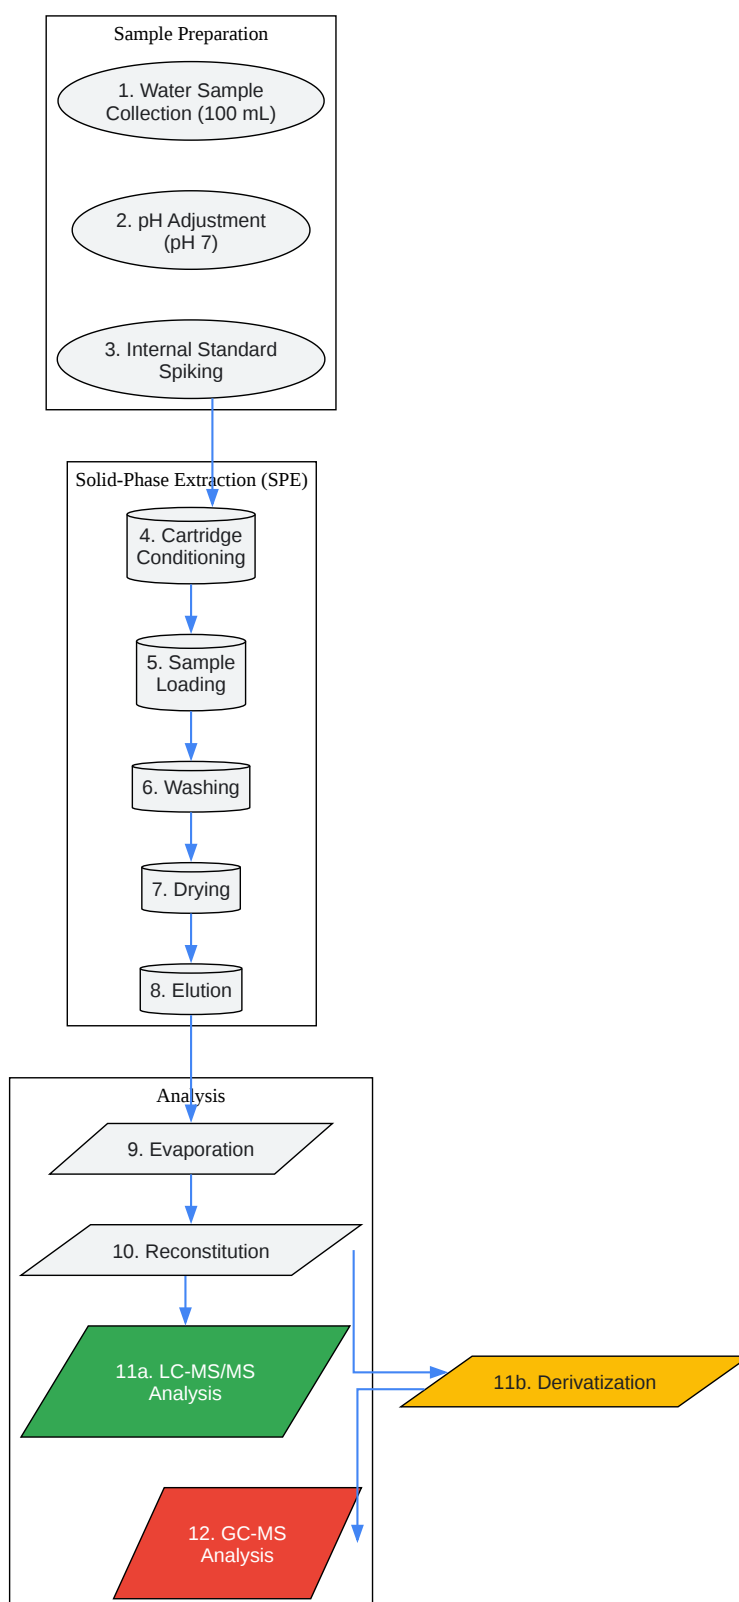 Sample Preparation
1. Water Sample
Collection (100 mL)
2. pH Adjustment
(pH 7)
3. Internal Standard
Spiking
Solid-Phase Extraction (SPE)
4. Cartridge
Conditioning
5. Sample
Loading
6. Washing
7. Drying
8. Elution
Analysis
9. Evaporation
10. Reconstitution
11a. LC-MS/MS
Analysis
11b. Derivatization
12. GC-MS
Analysis